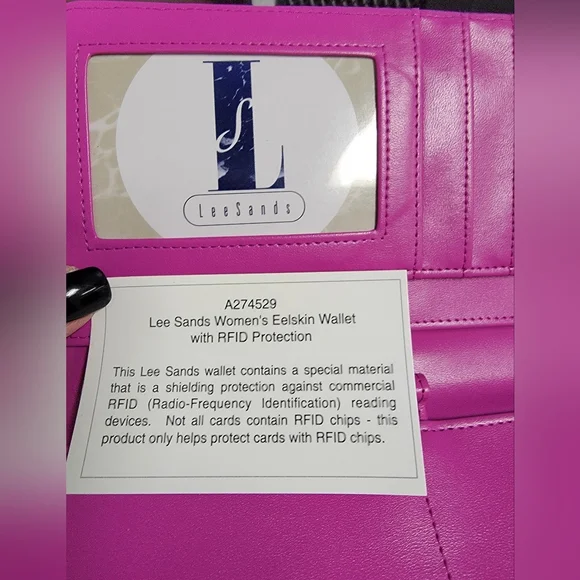 L
S
LeeSands
A274529
Lee Sands Women's Eelskin Wallet
with RFID Protection
This Lee Sands wallet contains a special material
that is a shielding protection against commercial
RFID (Radio-Frequency Identification) reading
devices. Not all cards contain RFID chips - this
product only helps protect cards with RFID chips.